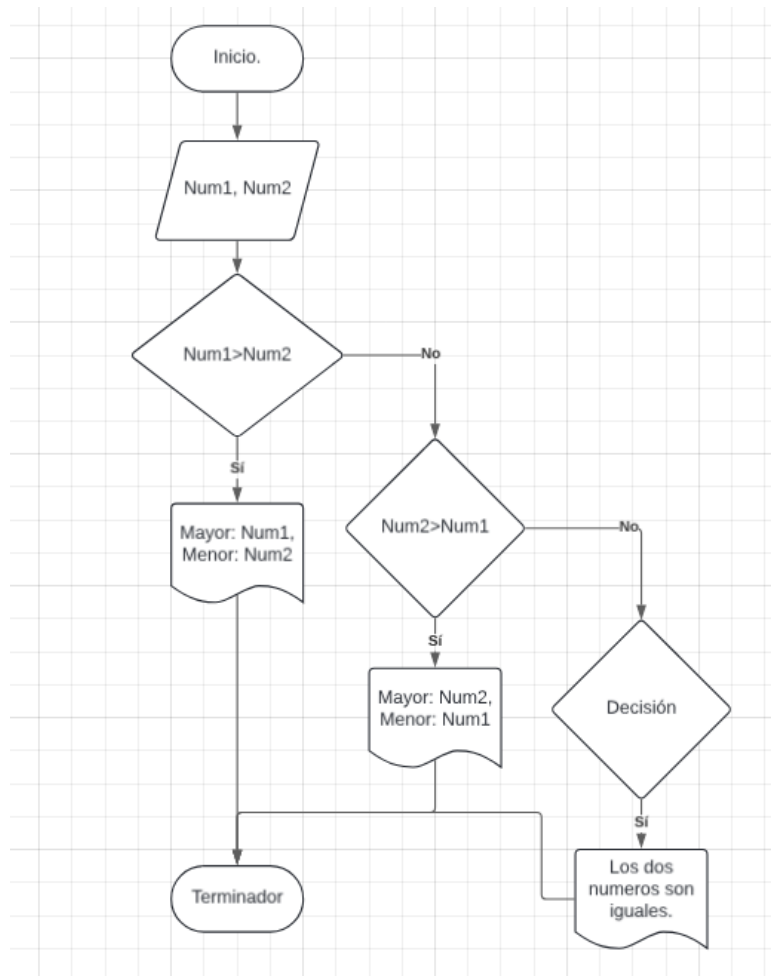 Inicio.
Num1, Num2
Num1>Num2
No
Sí
Mayor: Num1,
Menor: Num2
Num2>Num1
No
Sí
Mayor: Num2,
Menor: Num1
Decisión
Sí
Los dos
numeros son
iguales.
Terminador